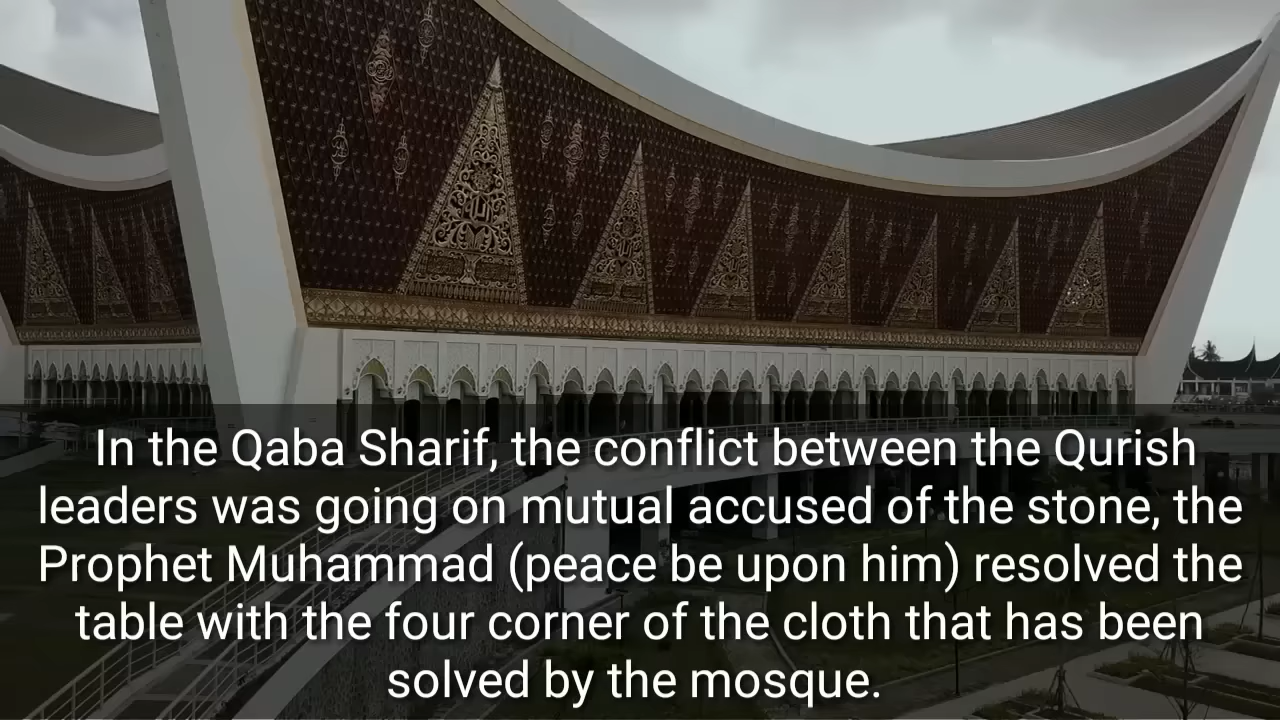 In the Qaba Sharif, the conflict between the Qurish
leaders was going on mutual accused of the stone, the
Prophet Muhammad (peace be upon him) resolved the
table with the four corner of the cloth that has been
solved by the mosque.